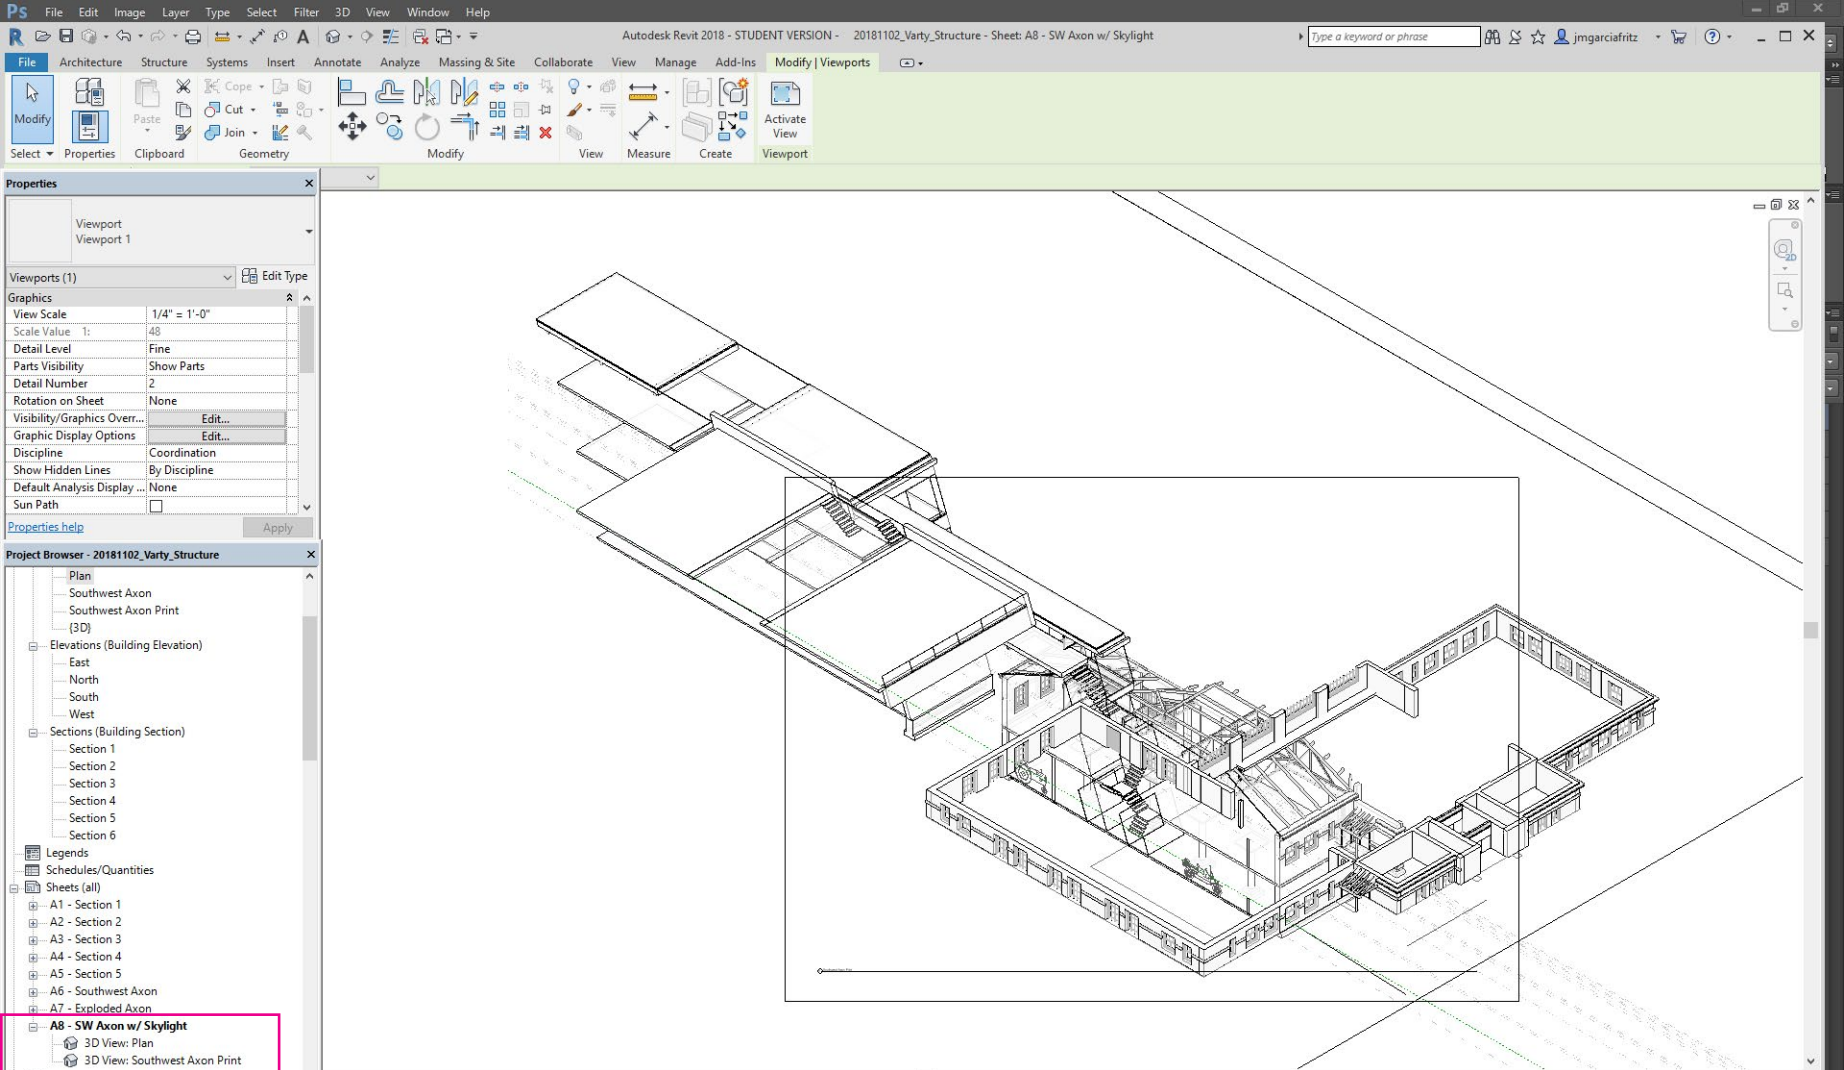 Ps File Edit Image Layer Type Select Filter 3D View Window Help
R A Autodesk Revit 2018 - STUDENT VERSION - 20181102_Varty_Structure - Sheet: A8 - SW Axon w/ Skylight Type a keyword or phrase jmgarciafritz
File Architecture Structure Systems Insert Annotate Analyze Massing & Site Collaborate View Manage Add-Ins Modify | Viewports
Modify Paste Cope Cut Join Activate View
Select Properties Clipboard Geometry Modify View Measure Create Viewport
Properties
Viewport
Viewport 1
Viewports (1) Edit Type
Graphics
View Scale 1/4" = 1'-0"
Scale Value 1: 48
Detail Level Fine
Parts Visibility Show Parts
Detail Number 2
Rotation on Sheet None
Visibility/Graphics Overr... Edit...
Graphic Display Options Edit...
Discipline Coordination
Show Hidden Lines By Discipline
Default Analysis Display ... None
Sun Path
Properties help Apply
Project Browser - 20181102_Varty_Structure
Plan
Southwest Axon
Southwest Axon Print
{3D}
Elevations (Building Elevation)
East
North
South
West
Sections (Building Section)
Section 1
Section 2
Section 3
Section 4
Section 5
Section 6
Legends
Schedules/Quantities
Sheets (all)
A1 - Section 1
A2 - Section 2
A3 - Section 3
A4 - Section 4
A5 - Section 5
A6 - Southwest Axon
A7 - Exploded Axon
A8 - SW Axon w/ Skylight
3D View: Plan
3D View: Southwest Axon Print
2D